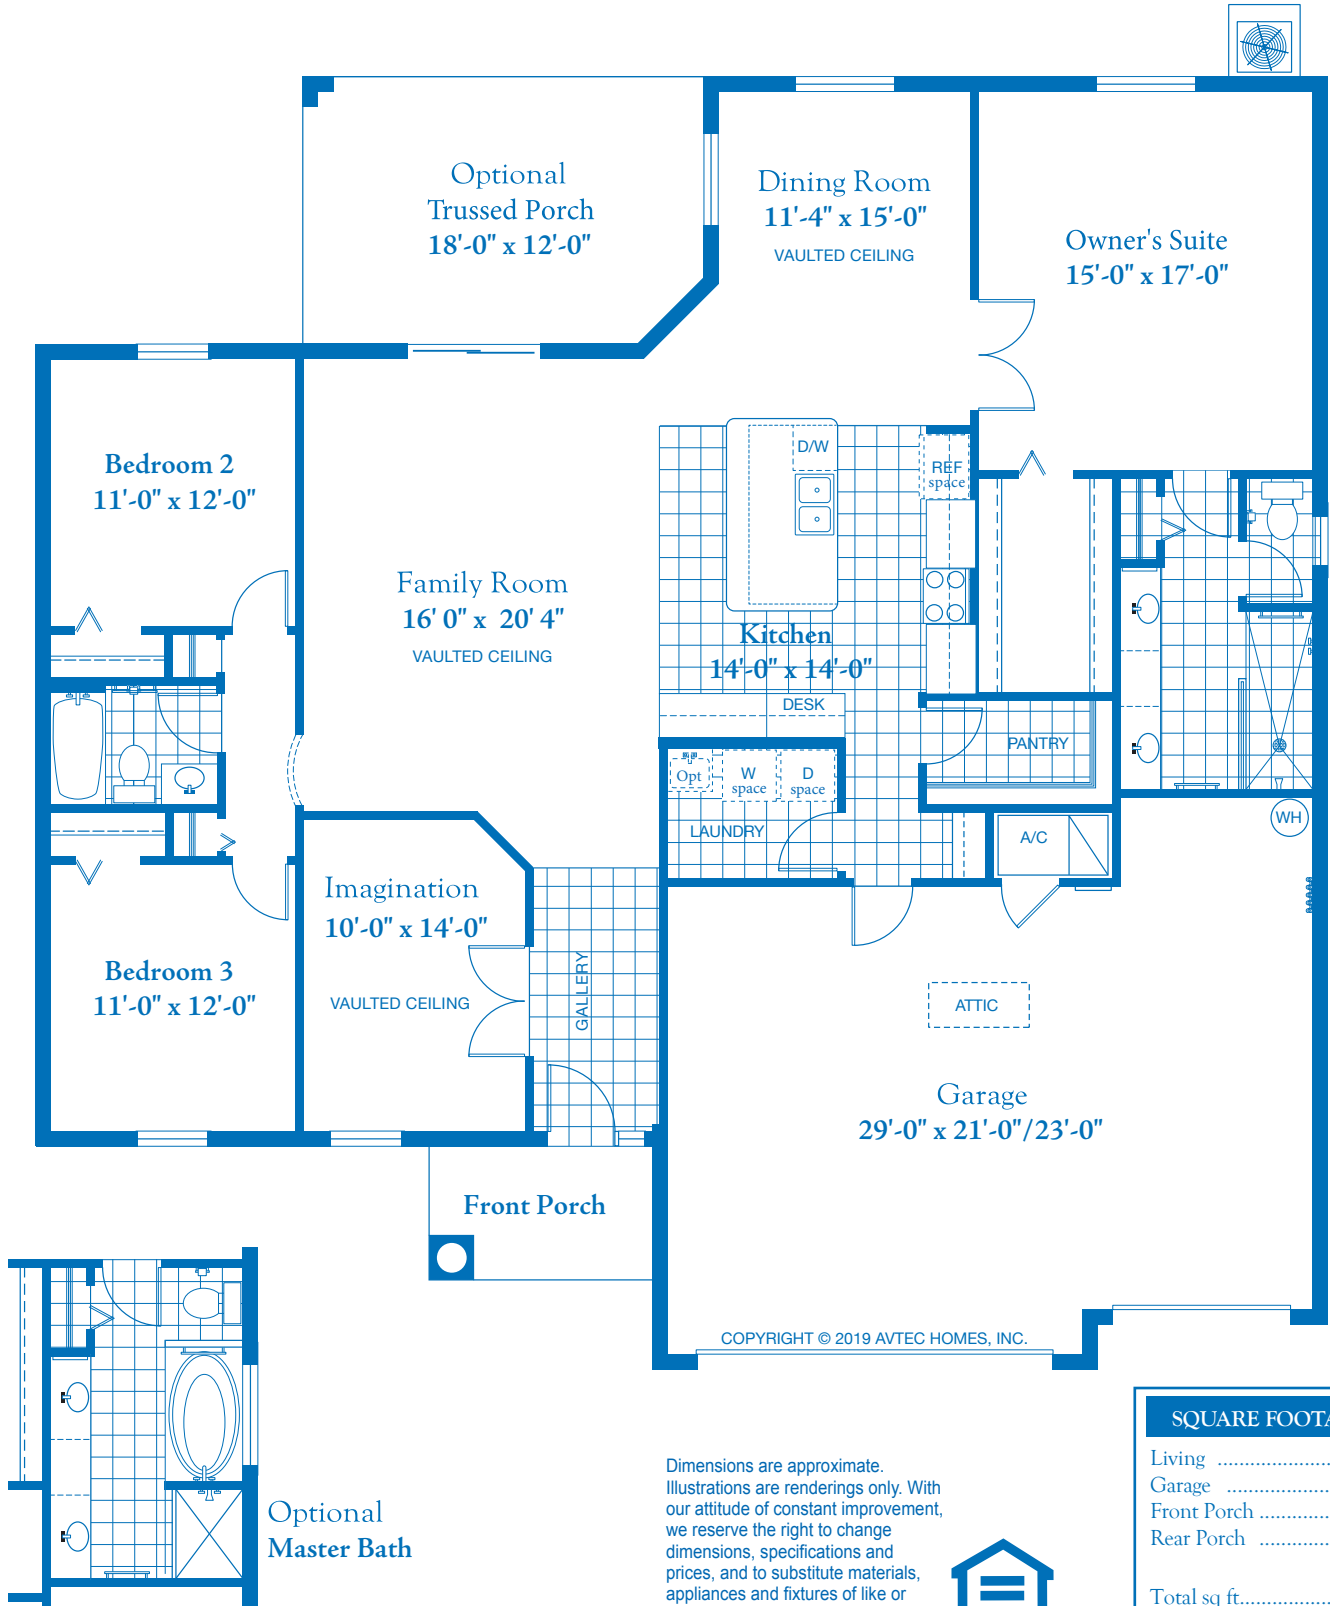 Optional
Trussed Porch
18'-0" x 12'-0"
Dining Room
11'-4" x 15'-0"
VAULTED CEILING
Owner's Suite
15'-0" x 17'-0"
Bedroom 2
11'-0" x 12'-0"
Family Room
16' 0" x 20' 4"
VAULTED CEILING
D/W
REF
space
Kitchen
14'-0" x 14'-0"
DESK
PANTRY
Opt
W
space
D
space
LAUNDRY
A/C
WH
Imagination
10'-0" x 14'-0"
VAULTED CEILING
GALLERY
Bedroom 3
11'-0" x 12'-0"
ATTIC
Garage
29'-0" x 21'-0"/23'-0"
Front Porch
COPYRIGHT © 2019 AVTEC HOMES, INC.
Optional
Master Bath
Dimensions are approximate.
Illustrations are renderings only. With
our attitude of constant improvement,
we reserve the right to change
dimensions, specifications and
prices, and to substitute materials,
appliances and fixtures of like or
SQUARE FOOTA
Living ......................
Garage ....................
Front Porch ..............
Rear Porch ..............
Total sq ft..................